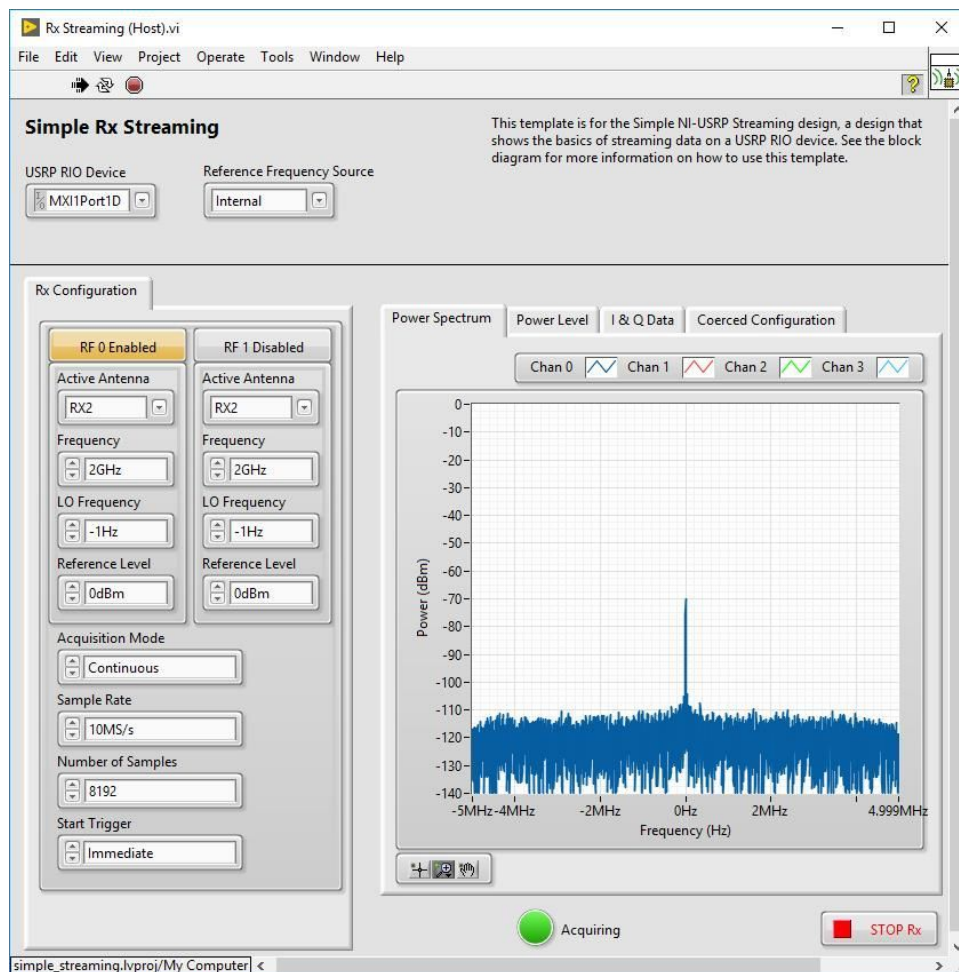 Rx Streaming (Host).vi
File Edit View Project Operate Tools Window Help
Simple Rx Streaming
This template is for the Simple NI-USRP Streaming design, a design that
shows the basics of streaming data on a USRP RIO device. See the block
diagram for more information on how to use this template.
USRP RIO Device
Reference Frequency Source
MXI1Port1D
Internal
Rx Configuration
RF 0 Enabled
RF 1 Disabled
Active Antenna
Active Antenna
RX2
RX2
Frequency
Frequency
2GHz
2GHz
LO Frequency
LO Frequency
-1Hz
-1Hz
Reference Level
Reference Level
0dBm
0dBm
Acquisition Mode
Continuous
Sample Rate
10MS/s
Number of Samples
8192
Start Trigger
Immediate
Power Spectrum
Power Level
I & Q Data
Coerced Configuration
Chan 0 Chan 1 Chan 2 Chan 3
Power (dBm)
0-
-10-
-20-
-30-
-40-
-50-
-60-
-70-
-80-
-90-
-100-
-110-
-120-
-130-
-140-
-5MHz -4MHz -2MHz 0Hz 2MHz 4.999MHz
Frequency (Hz)
Acquiring
STOP Rx
simple_streaming.lvproj/My Computer